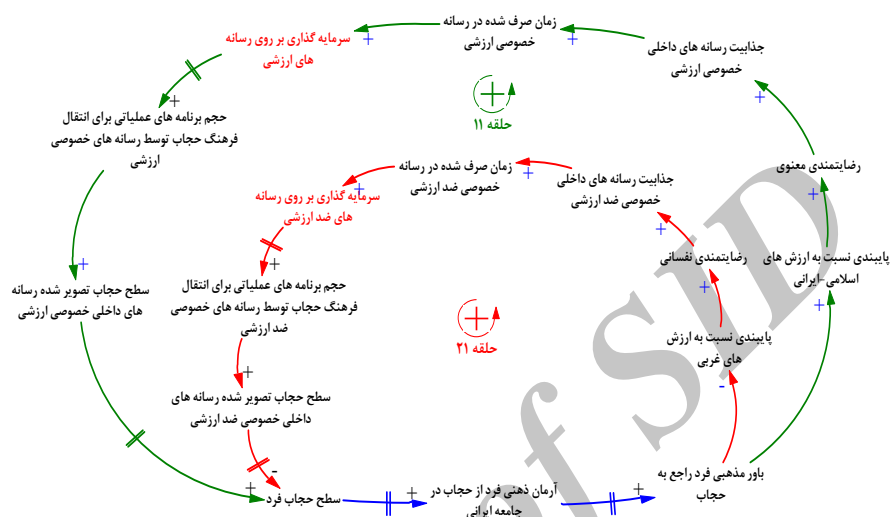 زمان صرف شده در رسانه
خصوصی ارزشی
سرمایه گذاری بر روی رسانه
های ارزشی
جذابیت رسانه های داخلی
خصوصی ارزشی
حلقه ۱۱
حجم برنامه های عملیاتی برای انتقال
فرهنگ حجاب توسط رسانه های خصوصی
ارزشی
زمان صرف شده در رسانه
خصوصی ضد ارزشی
رضایتمندی معنوی
جذابیت رسانه های داخلی
خصوصی ضد ارزشی
سرمایه گذاری بر روی رسانه
های ضد ارزشی
پایبندی نسبت به ارزش های
اسلامی-ایرانی
رضایتمندی نفسانی
حجم برنامه های عملیاتی برای انتقال
فرهنگ حجاب توسط رسانه های خصوصی
ضد ارزشی
سطح حجاب تصویر شده رسانه
های داخلی خصوصی ارزشی
حلقه ۲۱
پایبندی نسبت به ارزش
های غربی
سطح حجاب تصویر شده رسانه های
داخلی خصوصی ضد ارزشی
باور مذهبی فرد راجع به
حجاب
آرمان ذهنی فرد از حجاب در
جامعه ایرانی
سطح حجاب فرد
of SID